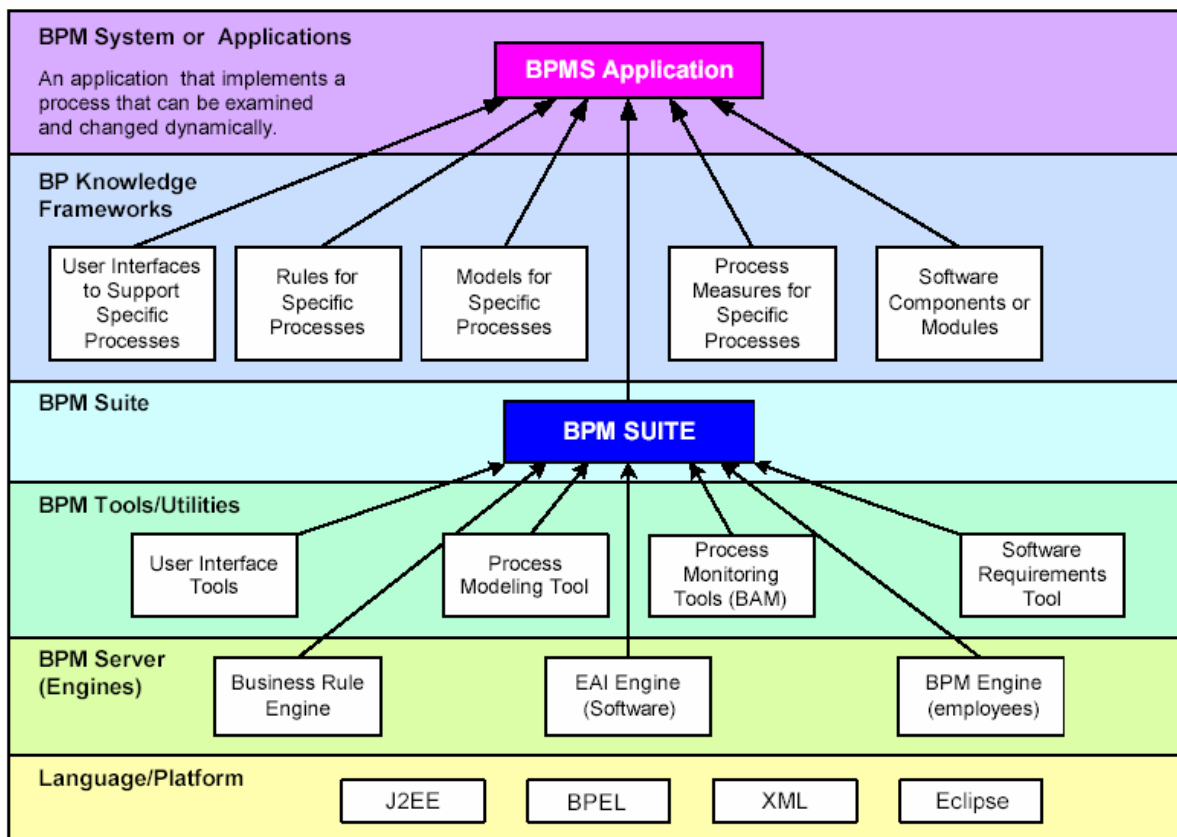 BPM System or Applications
An application that implements a
process that can be examined
and changed dynamically.
BPMS Application
BP Knowledge
Frameworks
User Interfaces
to Support
Specific
Processes
Rules for
Specific
Processes
Models for
Specific
Processes
Process
Measures for
Specific
Processes
Software
Components or
Modules
BPM Suite
BPM SUITE
BPM Tools/Utilities
User Interface
Tools
Process
Modeling Tool
Process
Monitoring
Tools (BAM)
Software
Requirements
Tool
BPM Server
(Engines)
Business Rule
Engine
EAI Engine
(Software)
BPM Engine
(employees)
Language/Platform
J2EE
BPEL
XML
Eclipse